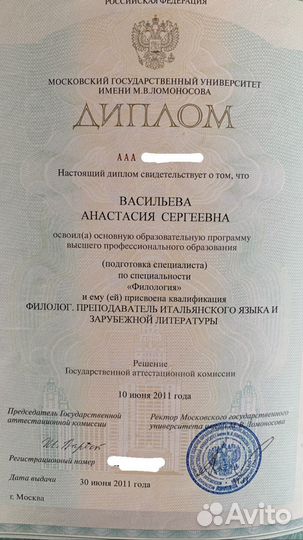 РОССИЙСКАЯ ФЕДЕРАЦИЯ
МОСКОВСКИЙ ГОСУДАРСТВЕННЫЙ УНИВЕРСИТЕТ
ИМЕНИ М.В.ЛОМОНОСОВА
ДИПЛОМ
ААА
Настоящий диплом свидетельствует о том, что
ВАСИЛЬЕВА
АНАСТАСИЯ СЕРГЕЕВНА
освоил(а) основную образовательную программу
высшего профессионального образования
(подготовка специалиста)
по специальности
«Филология»
и ему (ей) присвоена квалификация
ФИЛОЛОГ. ПРЕПОДАВАТЕЛЬ ИТАЛЬЯНСКОГО ЯЗЫКА И
ЗАРУБЕЖНОЙ ЛИТЕРАТУРЫ
Решение
Государственной аттестационной комиссии
10 июня 2011 года
Председатель Государственной
аттестационной комиссии
Ректор Московского государственного
университета имени М.В.Ломоносова
Регистрационный номер
Дата выдачи 30 июня 2011 года
г. Москва
Avito